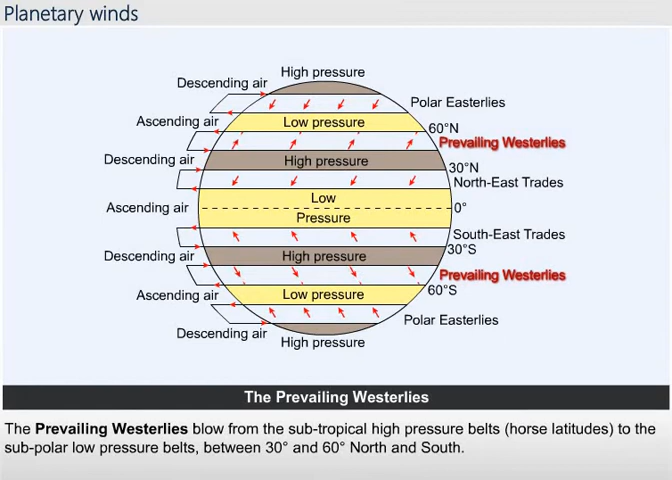 Planetary winds
High pressure
Descending air
Polar Easterlies
Ascending air
Low pressure
60°N
Prevailing Westerlies
Descending air
High pressure
30°N
North-East Trades
Low
Ascending air
0°
Pressure
South-East Trades
30°S
Descending air
High pressure
Prevailing Westerlies
60°S
Ascending air
Low pressure
Polar Easterlies
Descending air
High pressure
The Prevailing Westerlies
The Prevailing Westerlies blow from the sub-tropical high pressure belts (horse latitudes) to the
sub-polar low pressure belts, between 30° and 60° North and South.